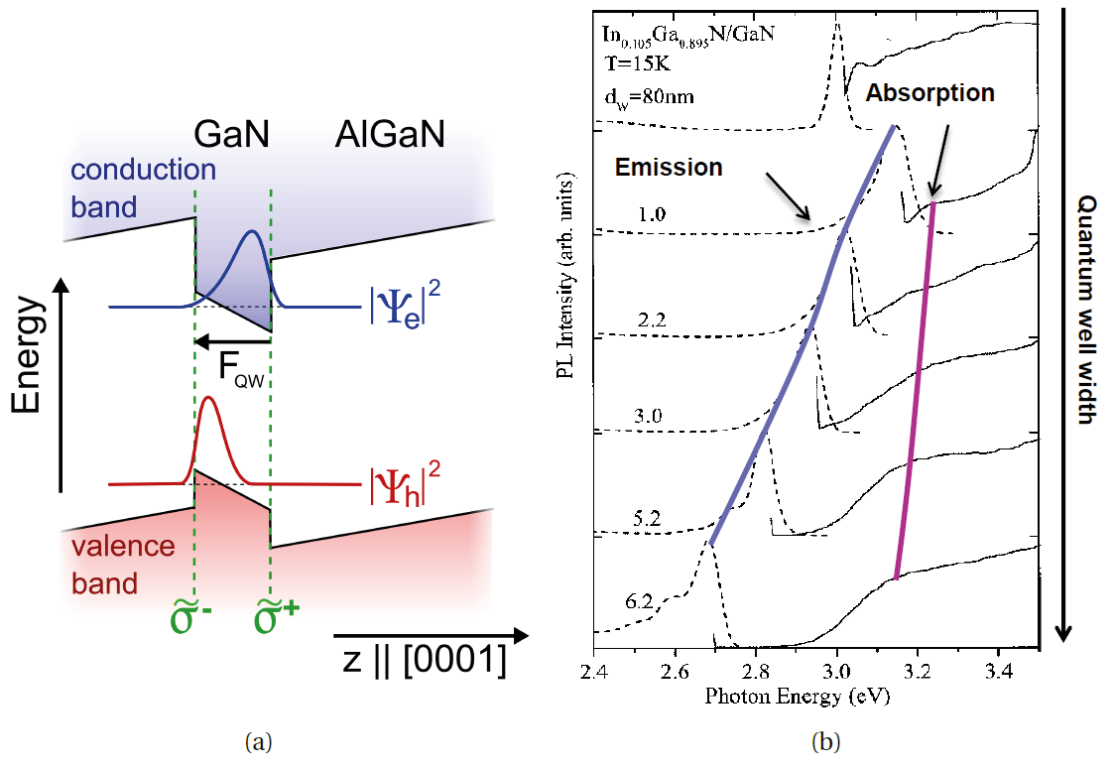 GaN AlGaN
conduction
band
|Ψe|²
F_QW
Energy
|Ψh|²
valence
band
σ̃⁻ σ̃⁺
z || [0001]
(a)
In₀.₁₀₅Ga₀.₈₉₅N/GaN
T=15K
d_W=80nm
Absorption
Emission
1.0
2.2
3.0
5.2
6.2
PL Intensity (arb. units)
Quantum well width
2.4 2.6 2.8 3.0 3.2 3.4
Photon Energy (eV)
(b)